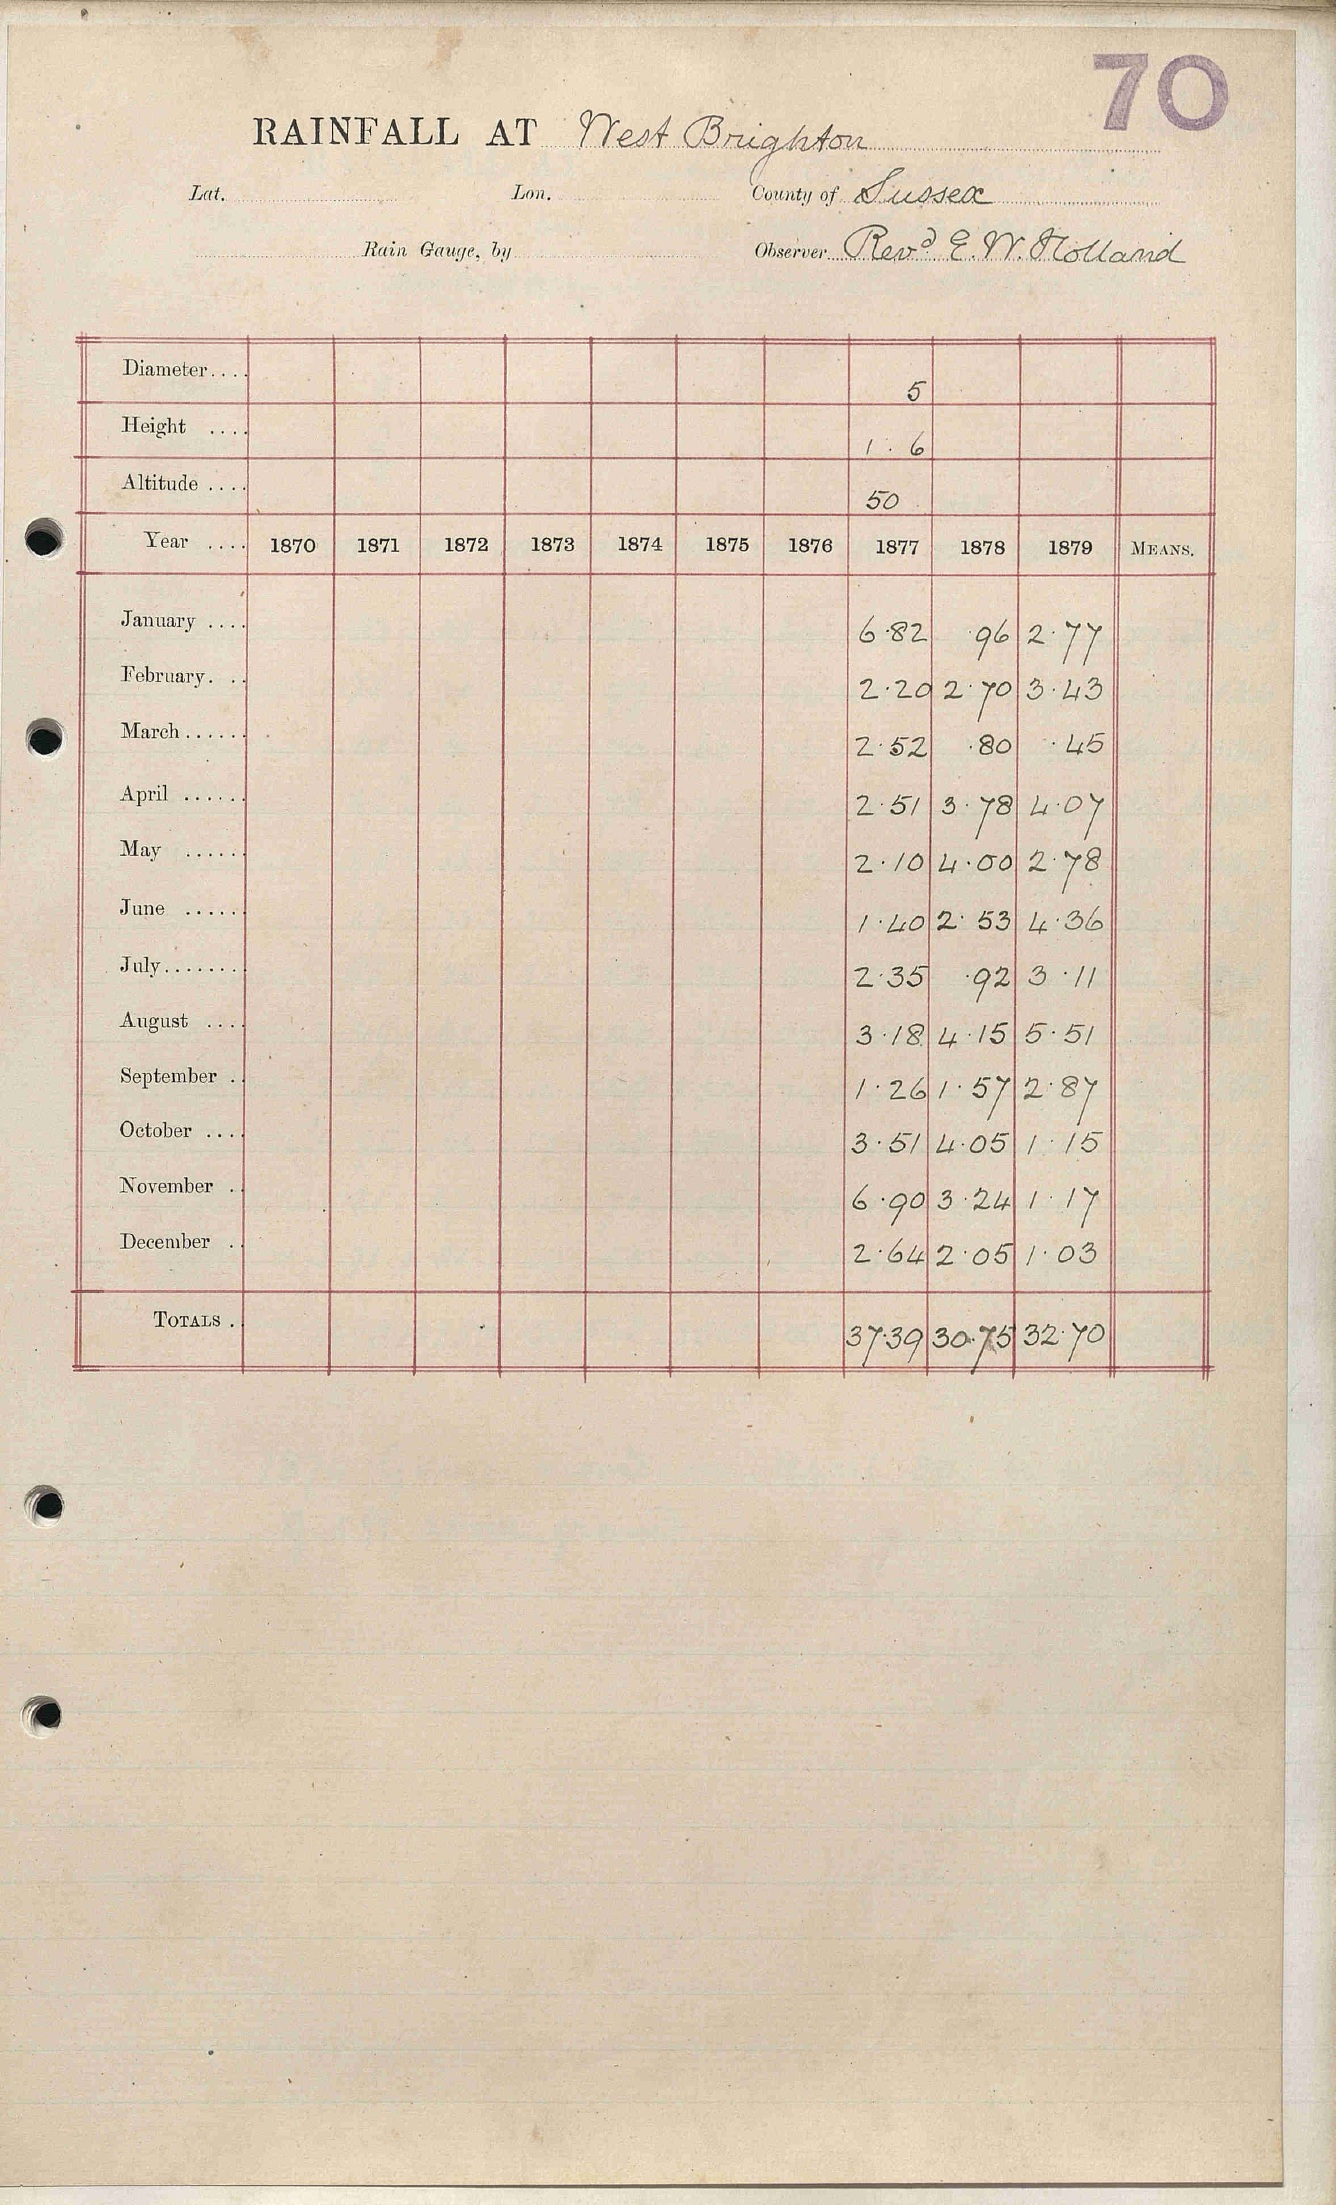 70
RAINFALL AT West Brighton
Lat. Lon. County of Sussex
Rain Gauge, by Observer Revd E. W. Holland
Diameter.... 5
Height .... 1 . 6
Altitude .... 50
Year .... 1870 1871 1872 1873 1874 1875 1876 1877 1878 1879 MEANS.
January .... 6.82 .96 2.77
February. .. 2.20 2.70 3.43
March...... 2.52 .80 .45
April ...... 2.51 3.78 4.07
May ...... 2.10 4.00 2.78
June ...... 1.40 2.53 4.36
July....... 2.35 .92 3.11
August .... 3.18 4.15 5.51
September .. 1.26 1.57 2.87
October .... 3.51 4.05 1.15
November .. 6.90 3.24 1.17
December .. 2.64 2.05 1.03
TOTALS . 37.39 30.75 32.70